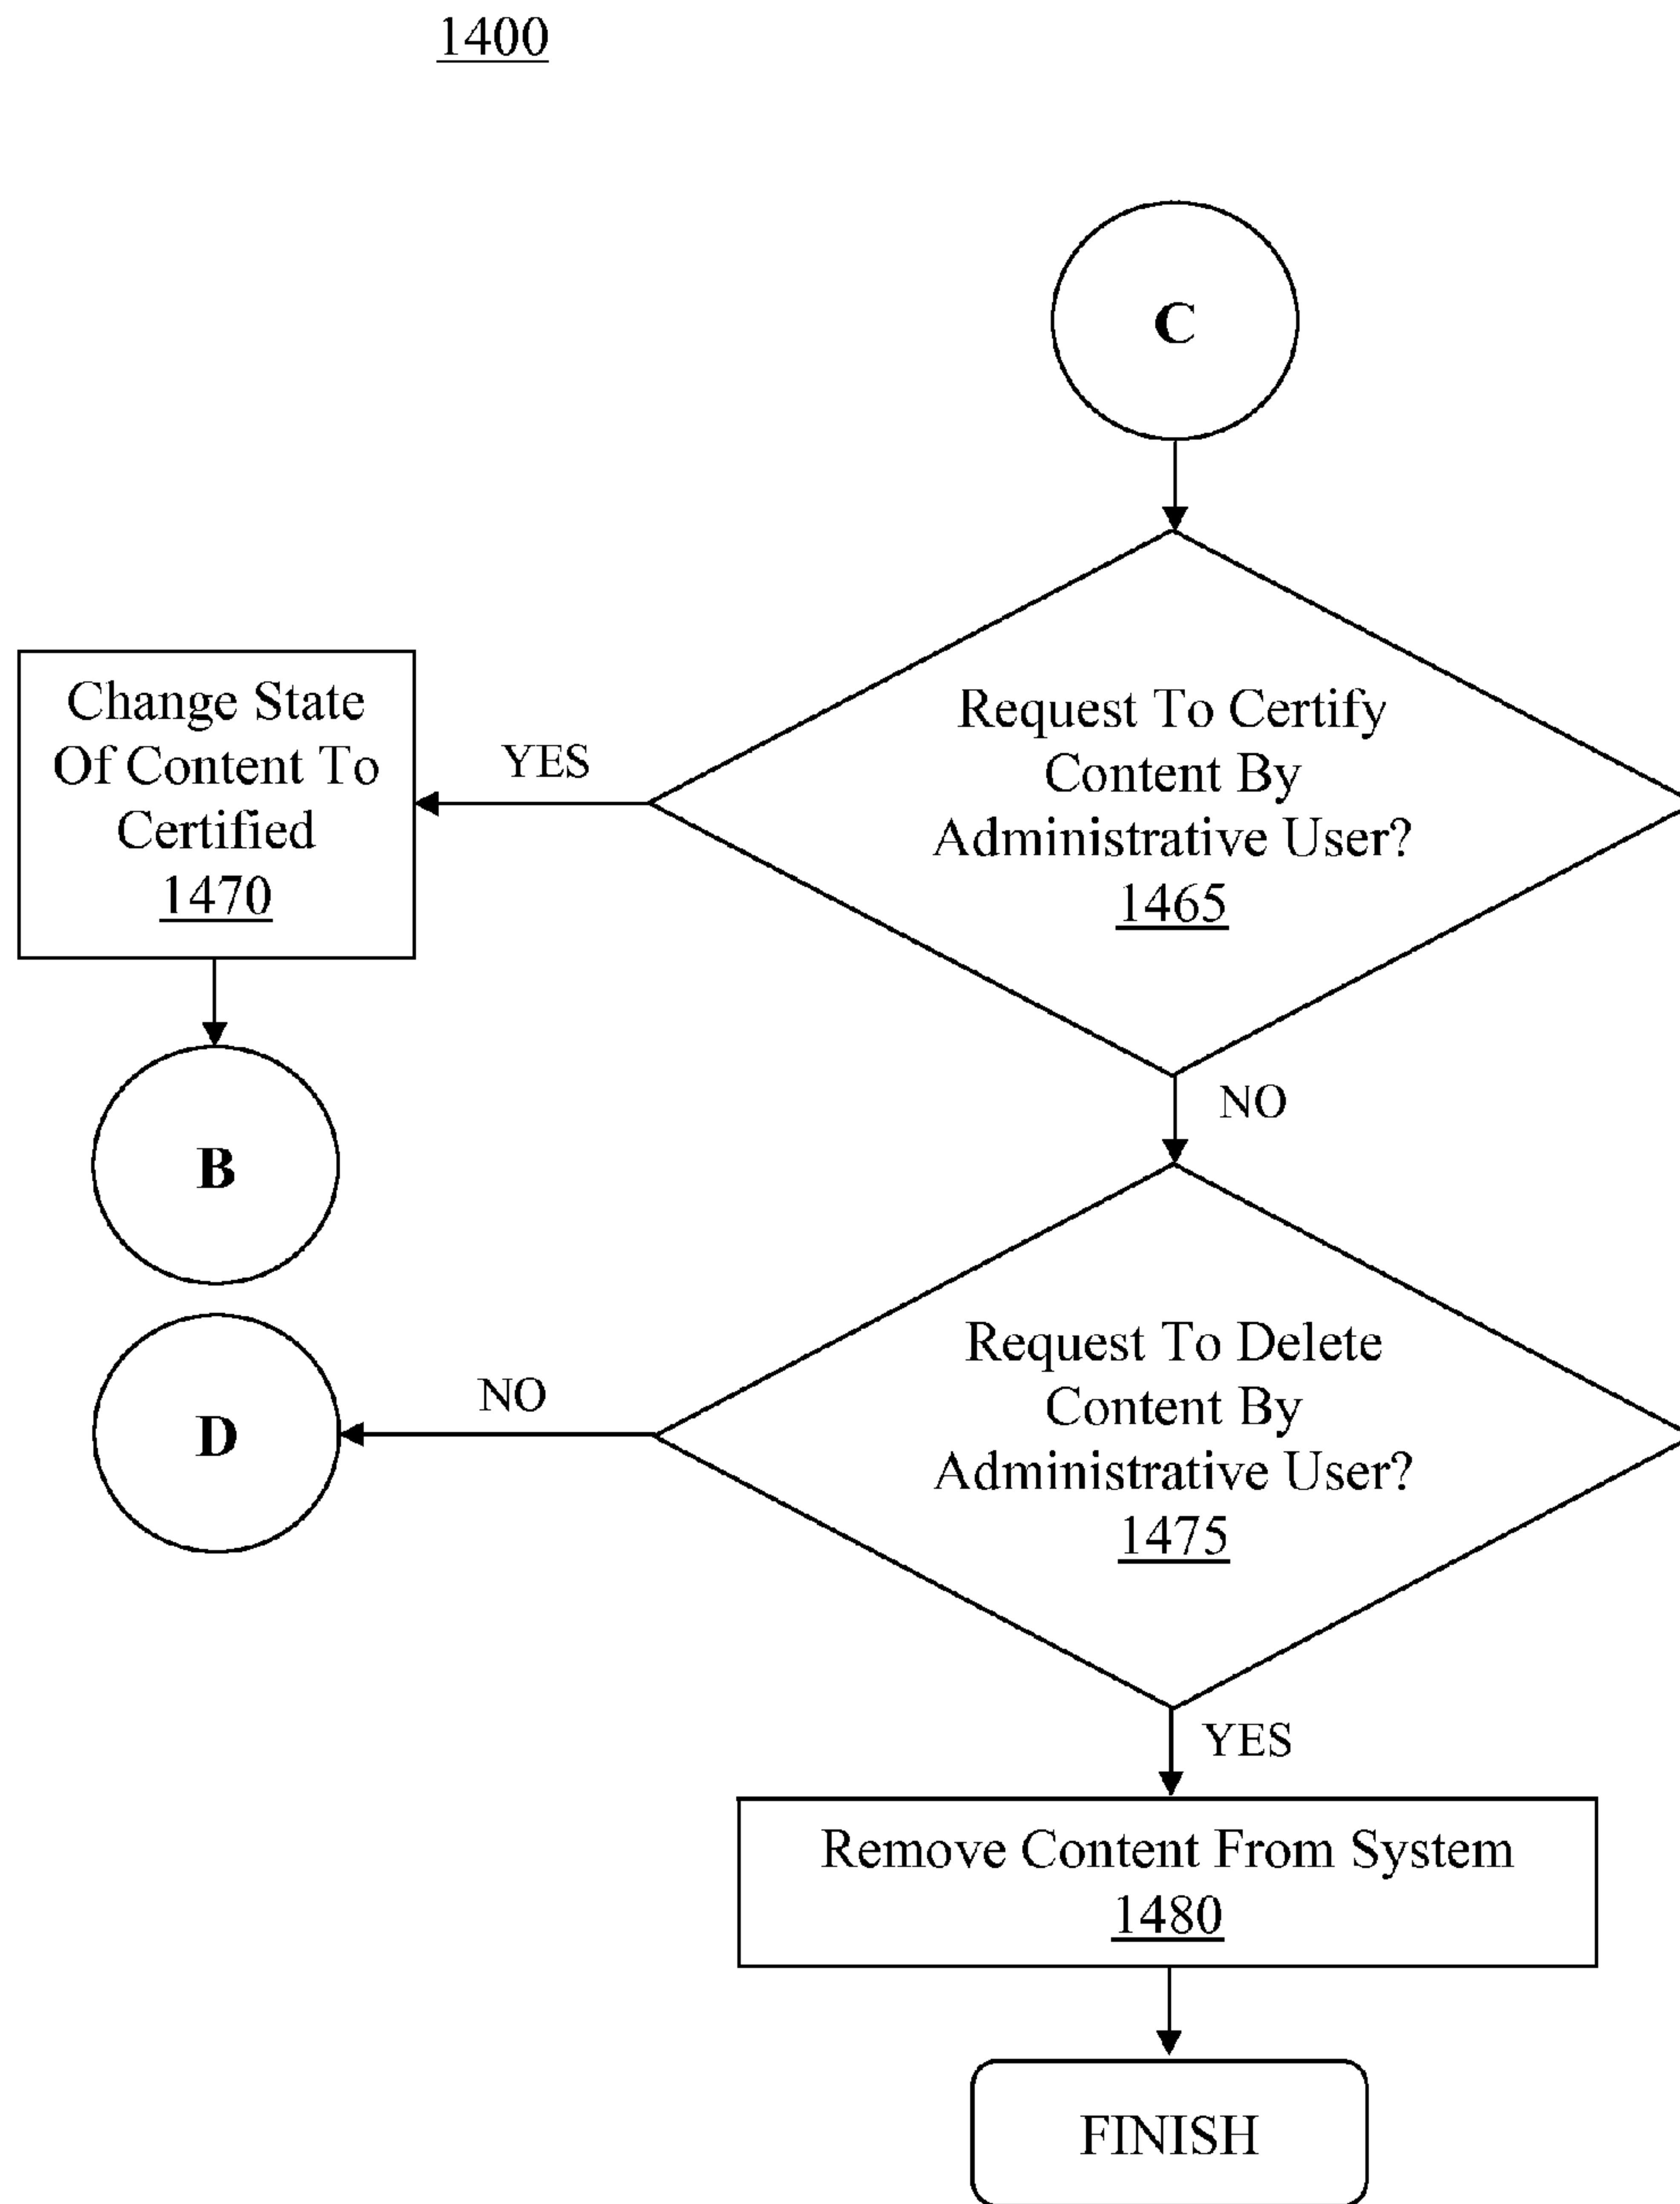 1400
C
Request To Certify
Content By
Administrative User?
1465
YES
Change State
Of Content To
Certified
1470
B
NO
Request To Delete
Content By
Administrative User?
1475
NO
D
YES
Remove Content From System
1480
FINISH